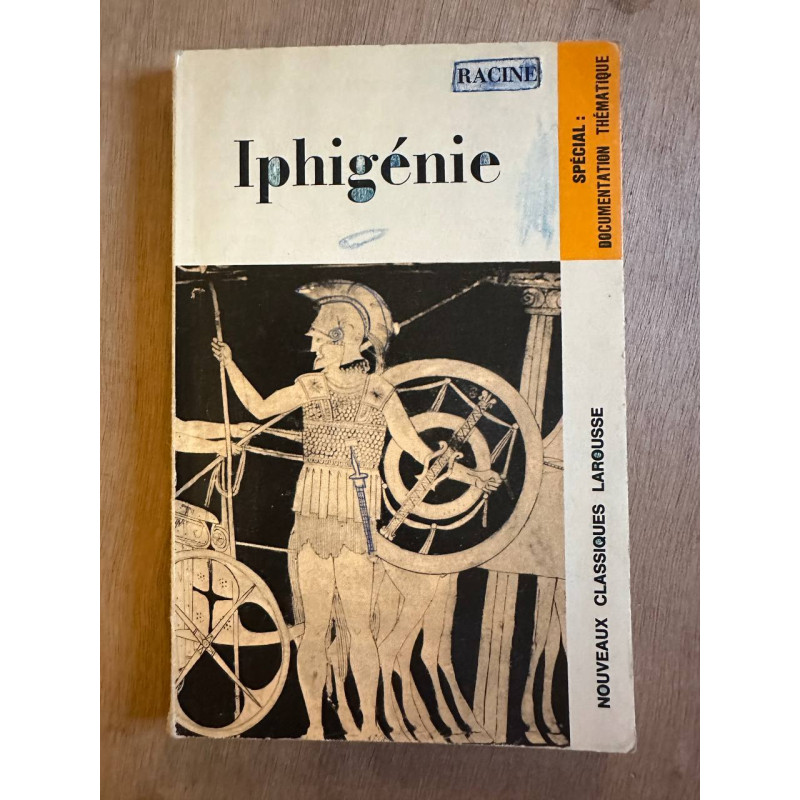 RACINE
Iphigénie
SPÉCIAL :
DOCUMENTATION THÉMATIQUE
NOUVEAUX CLASSIQUES LAROUSSE